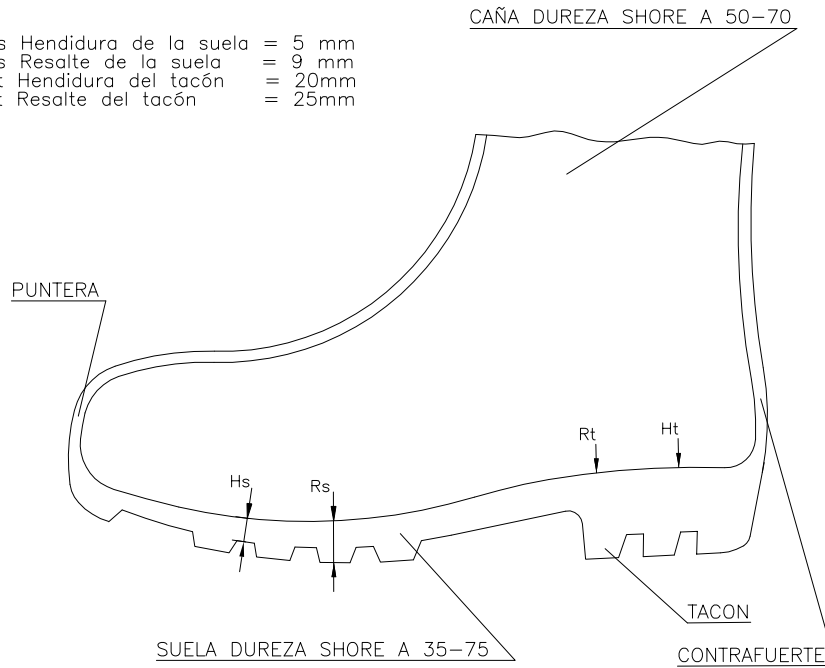 CAÑA DUREZA SHORE A 50-70
s Hendidura de la suela = 5 mm
s Resalte de la suela = 9 mm
t Hendidura del tacón = 20mm
t Resalte del tacón = 25mm
PUNTERA
Rt
Ht
Hs
Rs
TACON
SUELA DUREZA SHORE A 35-75
CONTRAFUERTE